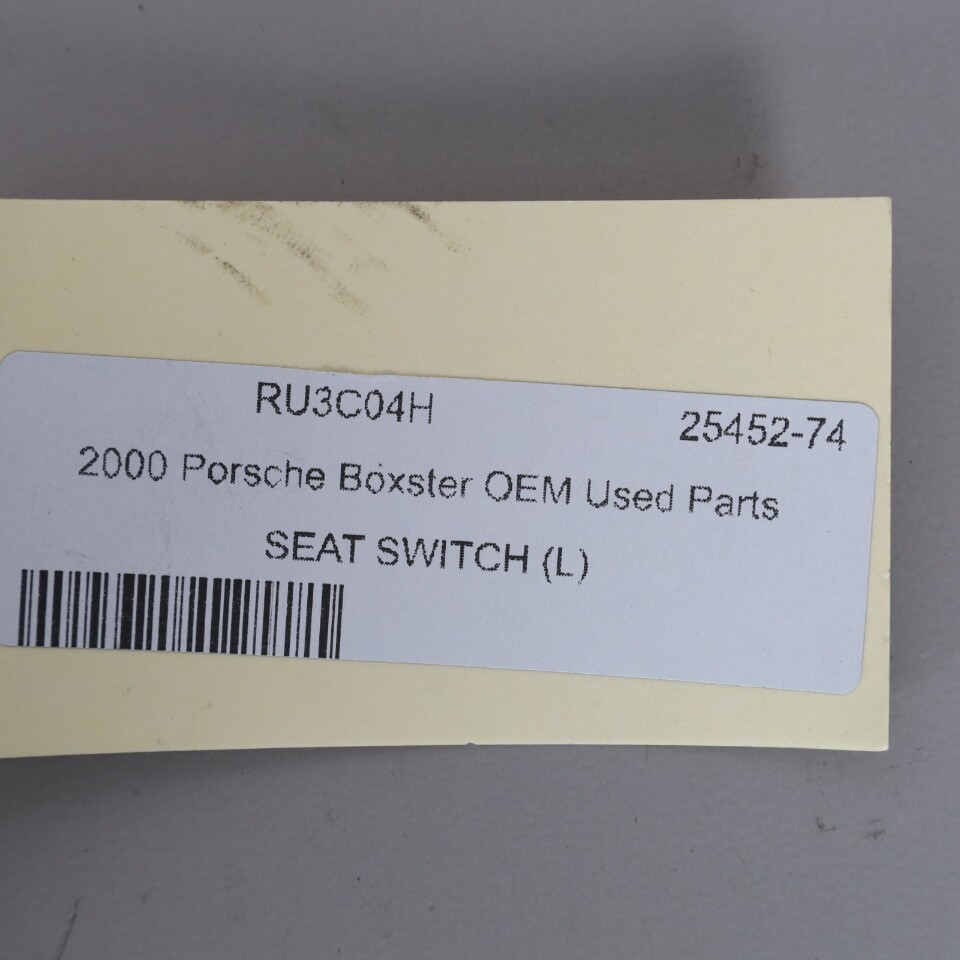 RU3C04H 25452-74
2000 Porsche Boxster OEM Used Parts
SEAT SWITCH (L)